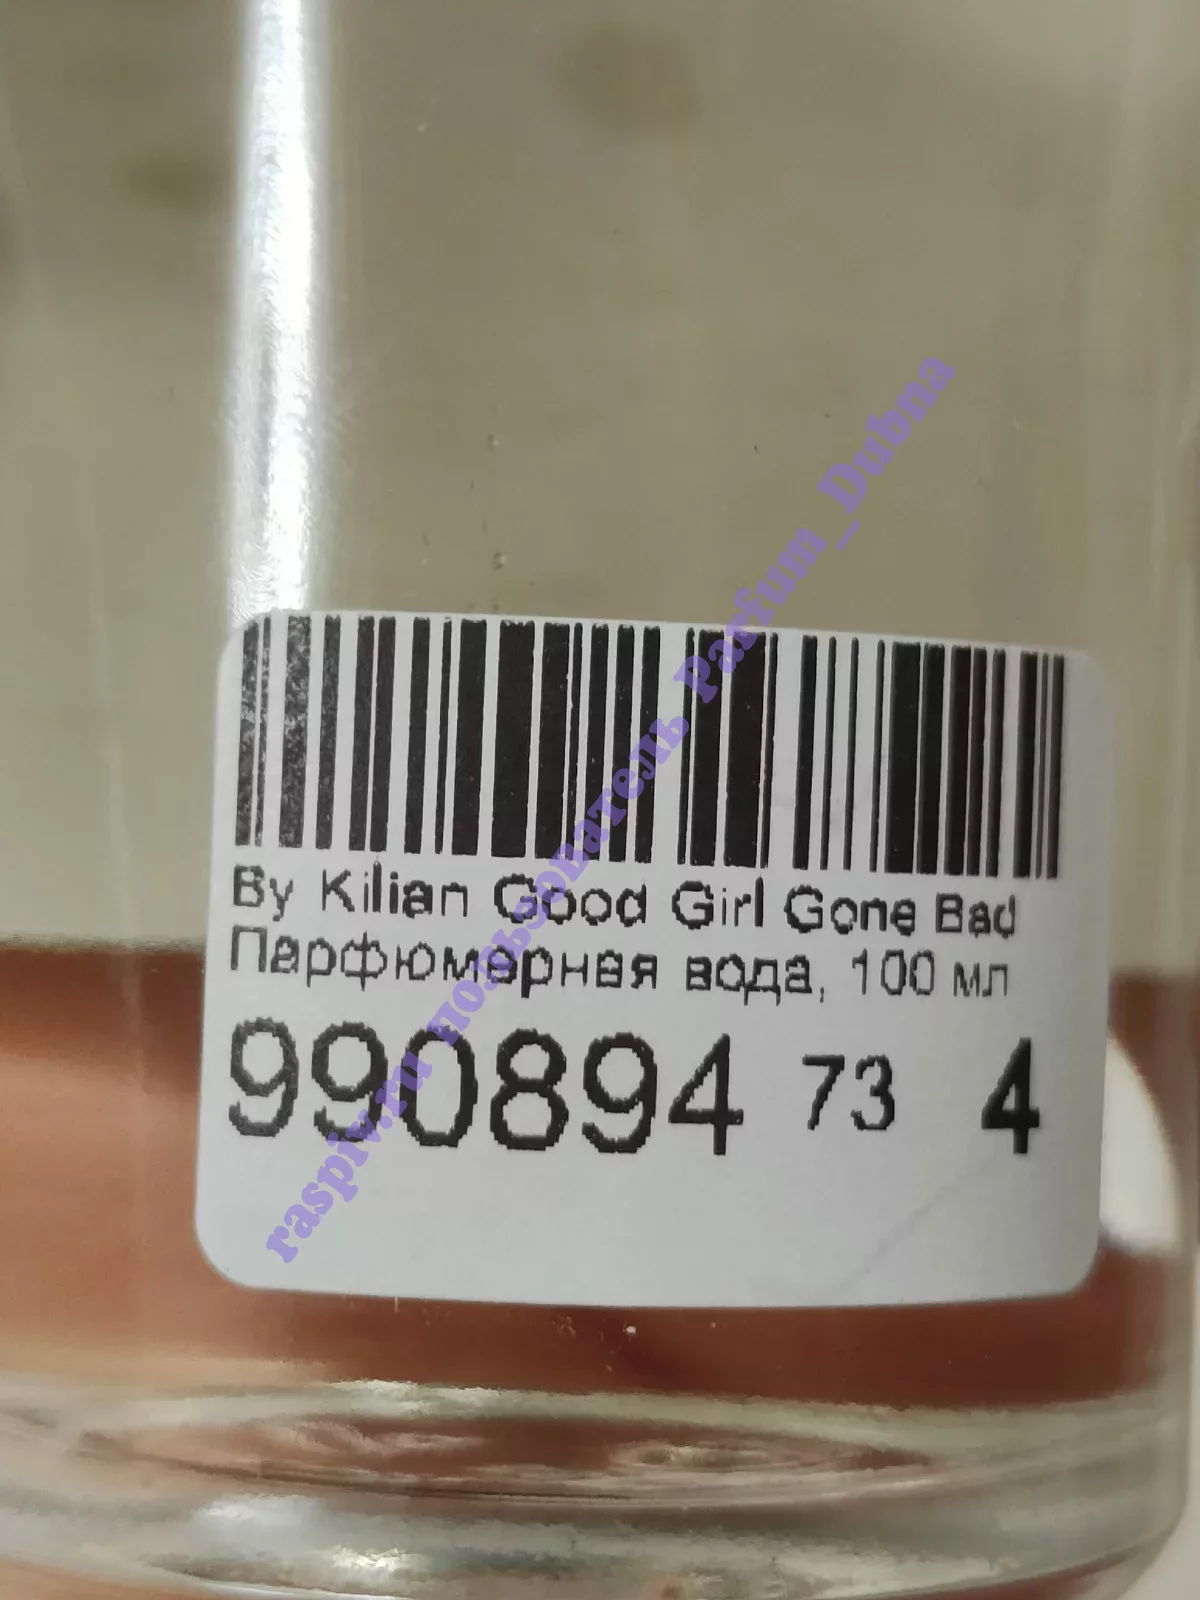 By Kilian Good Girl Gone Bad
Парфюмерная вода, 100 мл
990894 73 4
raspiv.ru пользователь Parfum_Dubna